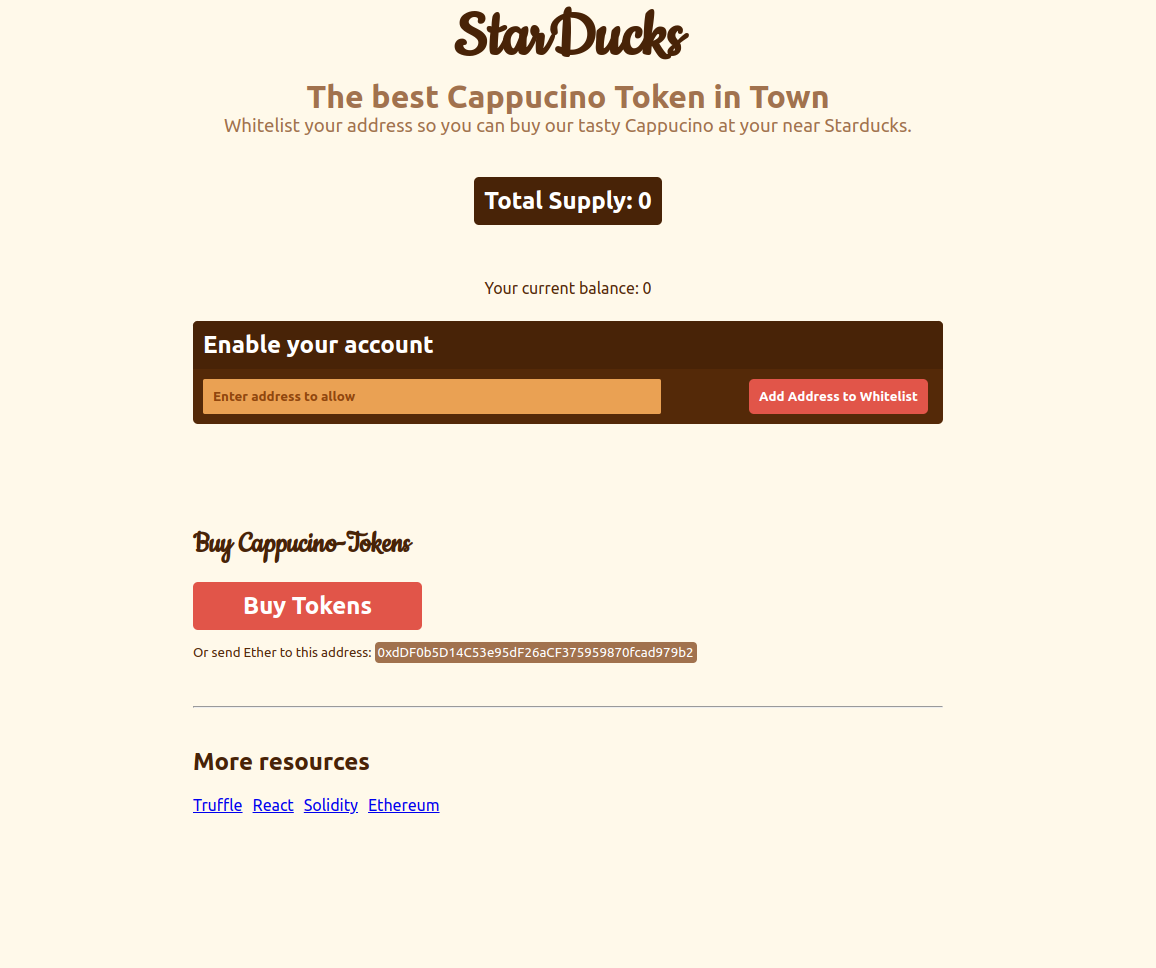 StarDucks
The best Cappucino Token in Town
Whitelist your address so you can buy our tasty Cappucino at your near Starducks.
Total Supply: 0
Your current balance: 0
Enable your account
Enter address to allow
Add Address to Whitelist
Buy Cappucino-Tokens
Buy Tokens
Or send Ether to this address: 0xdDF0b5D14C53e95dF26aCF375959870fcad979b2
More resources
Truffle React Solidity Ethereum